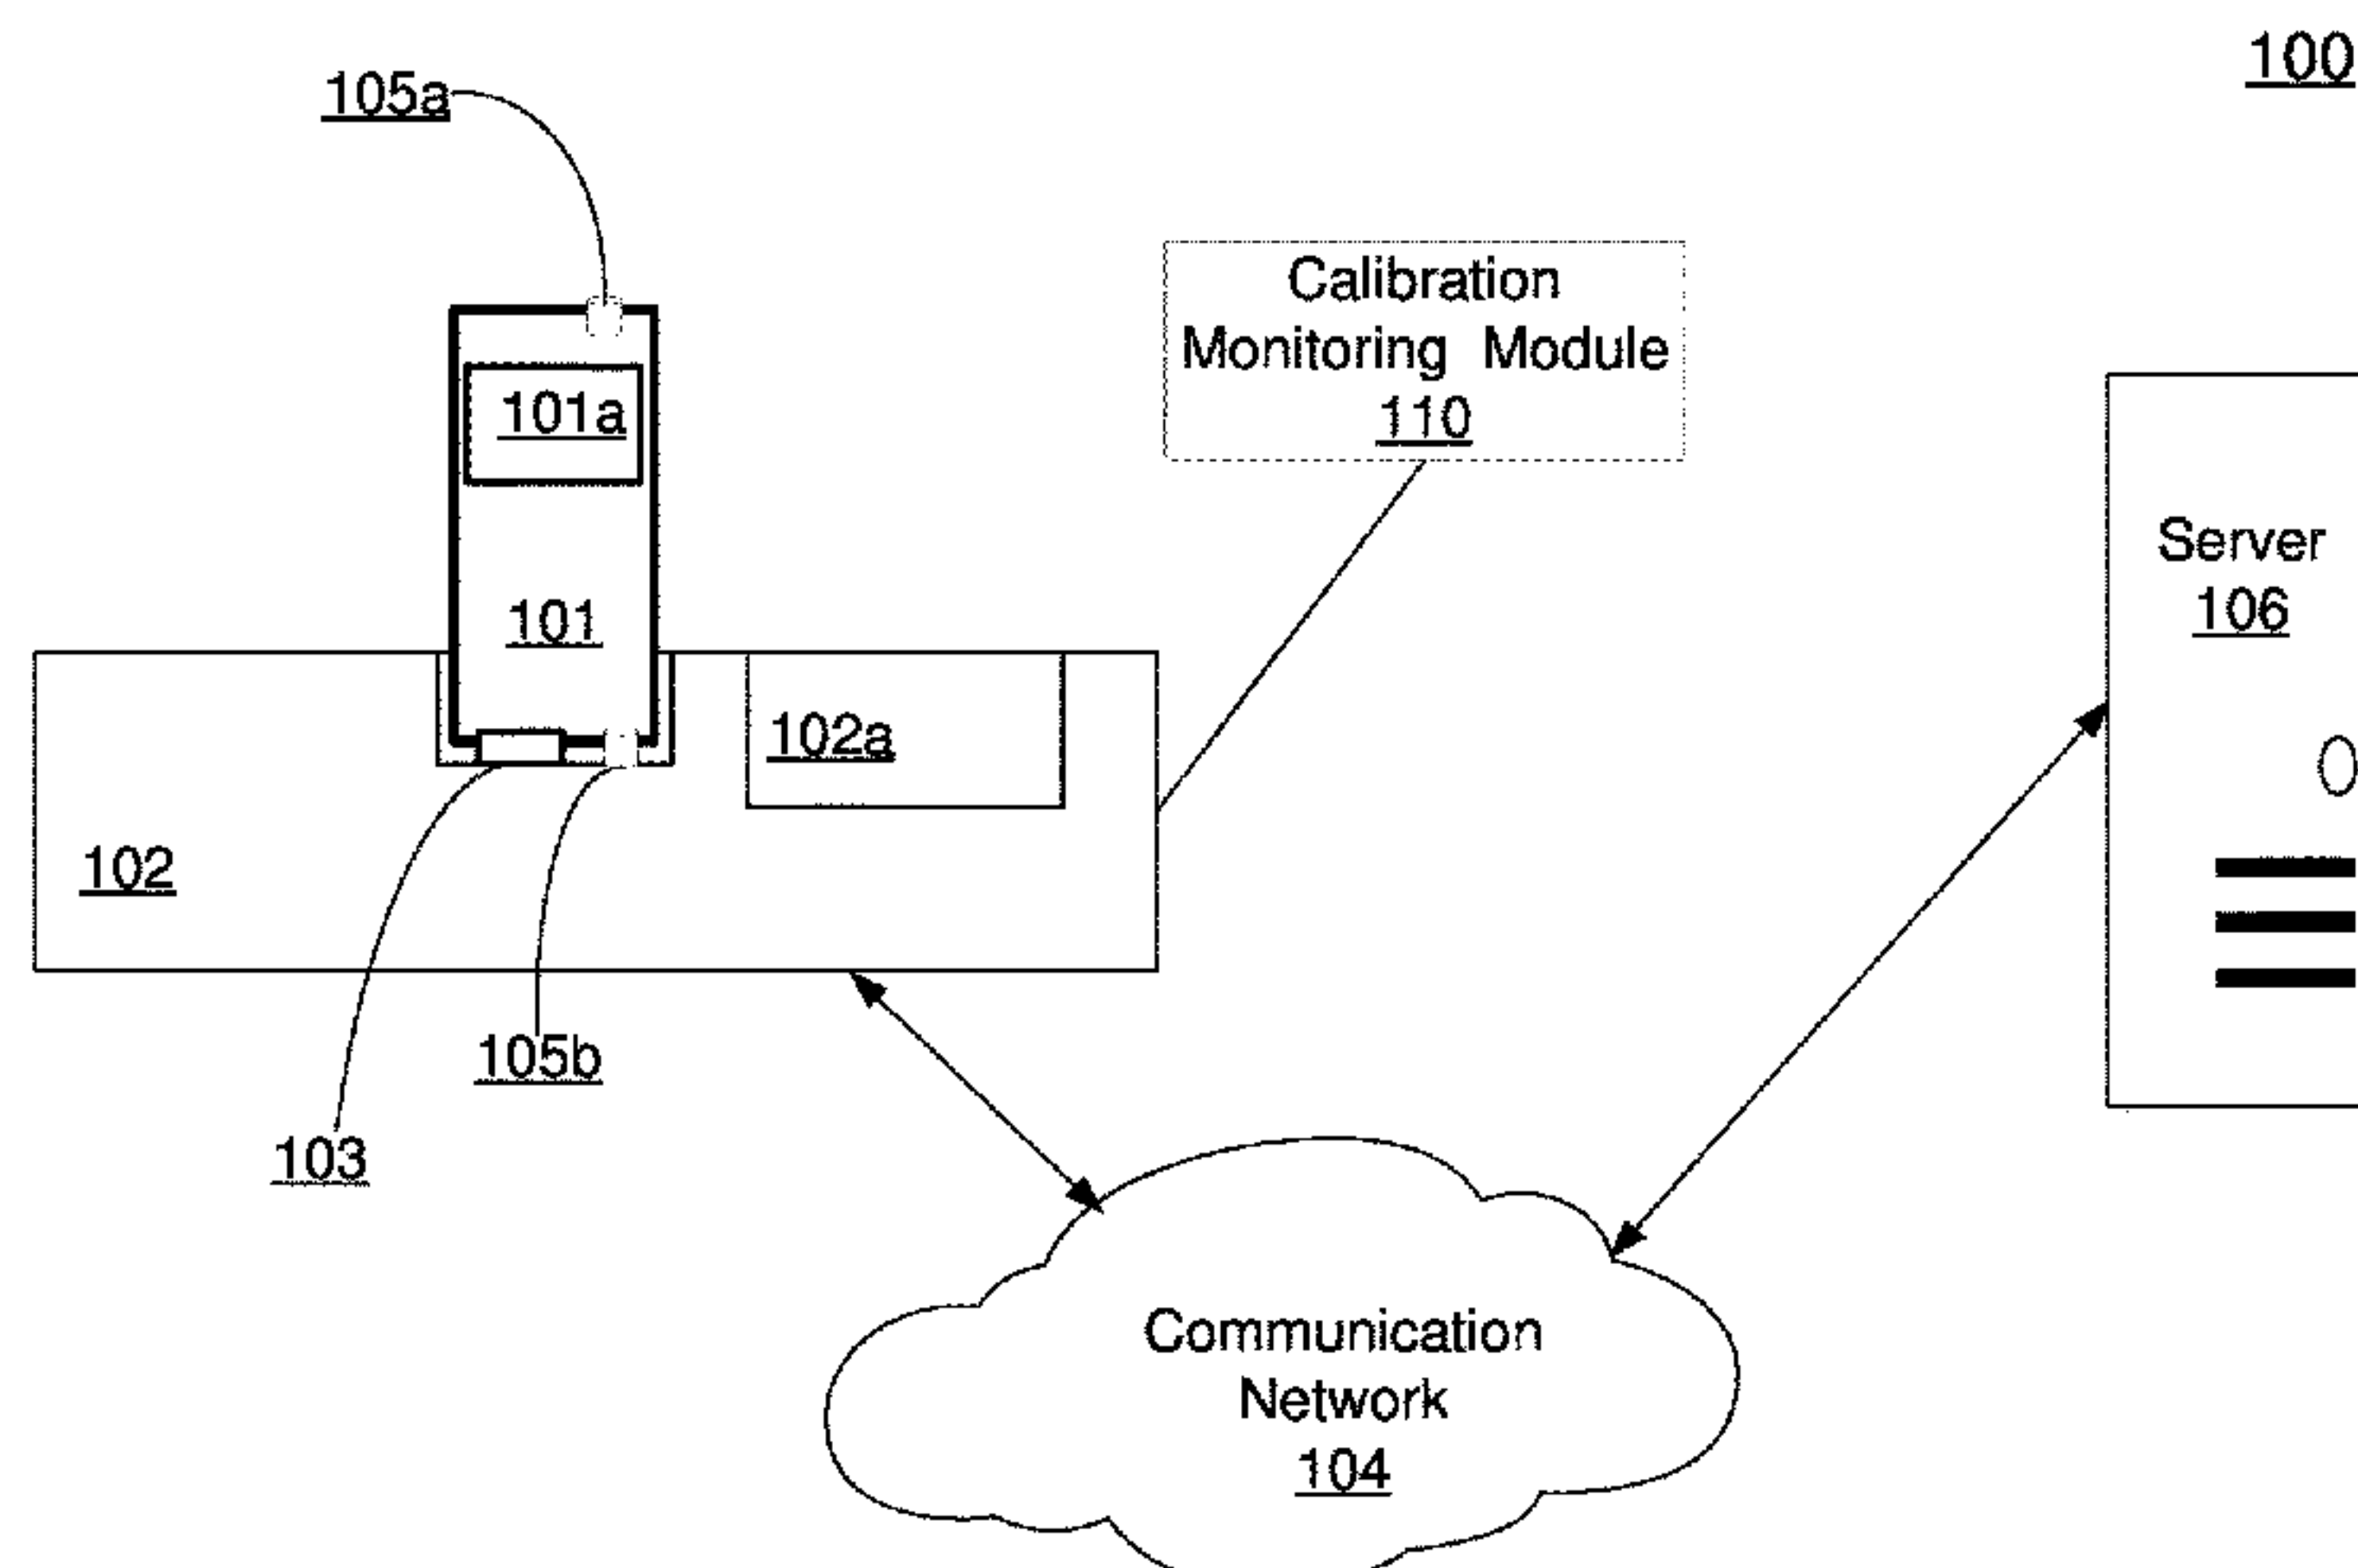 100
105a
Calibration
Monitoring Module
110
101a
Server
106
101
102a
102
105b
103
Communication
Network
104